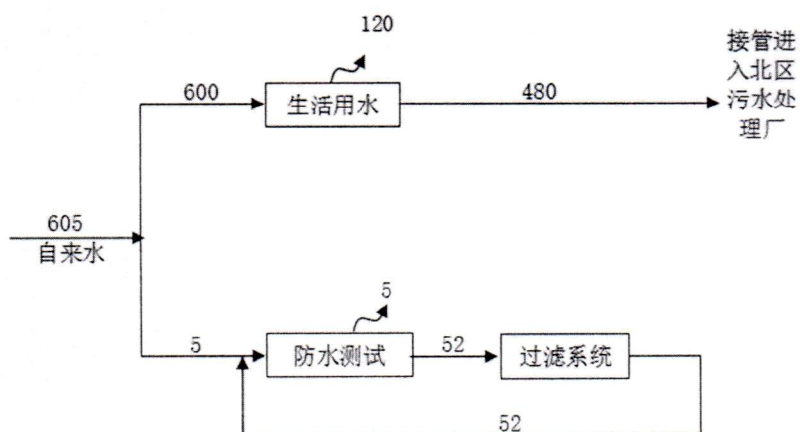 120
接管进
入北区
污水处
理厂
600
生活用水
480
605
自来水
5
5
防水测试
52
过滤系统
52